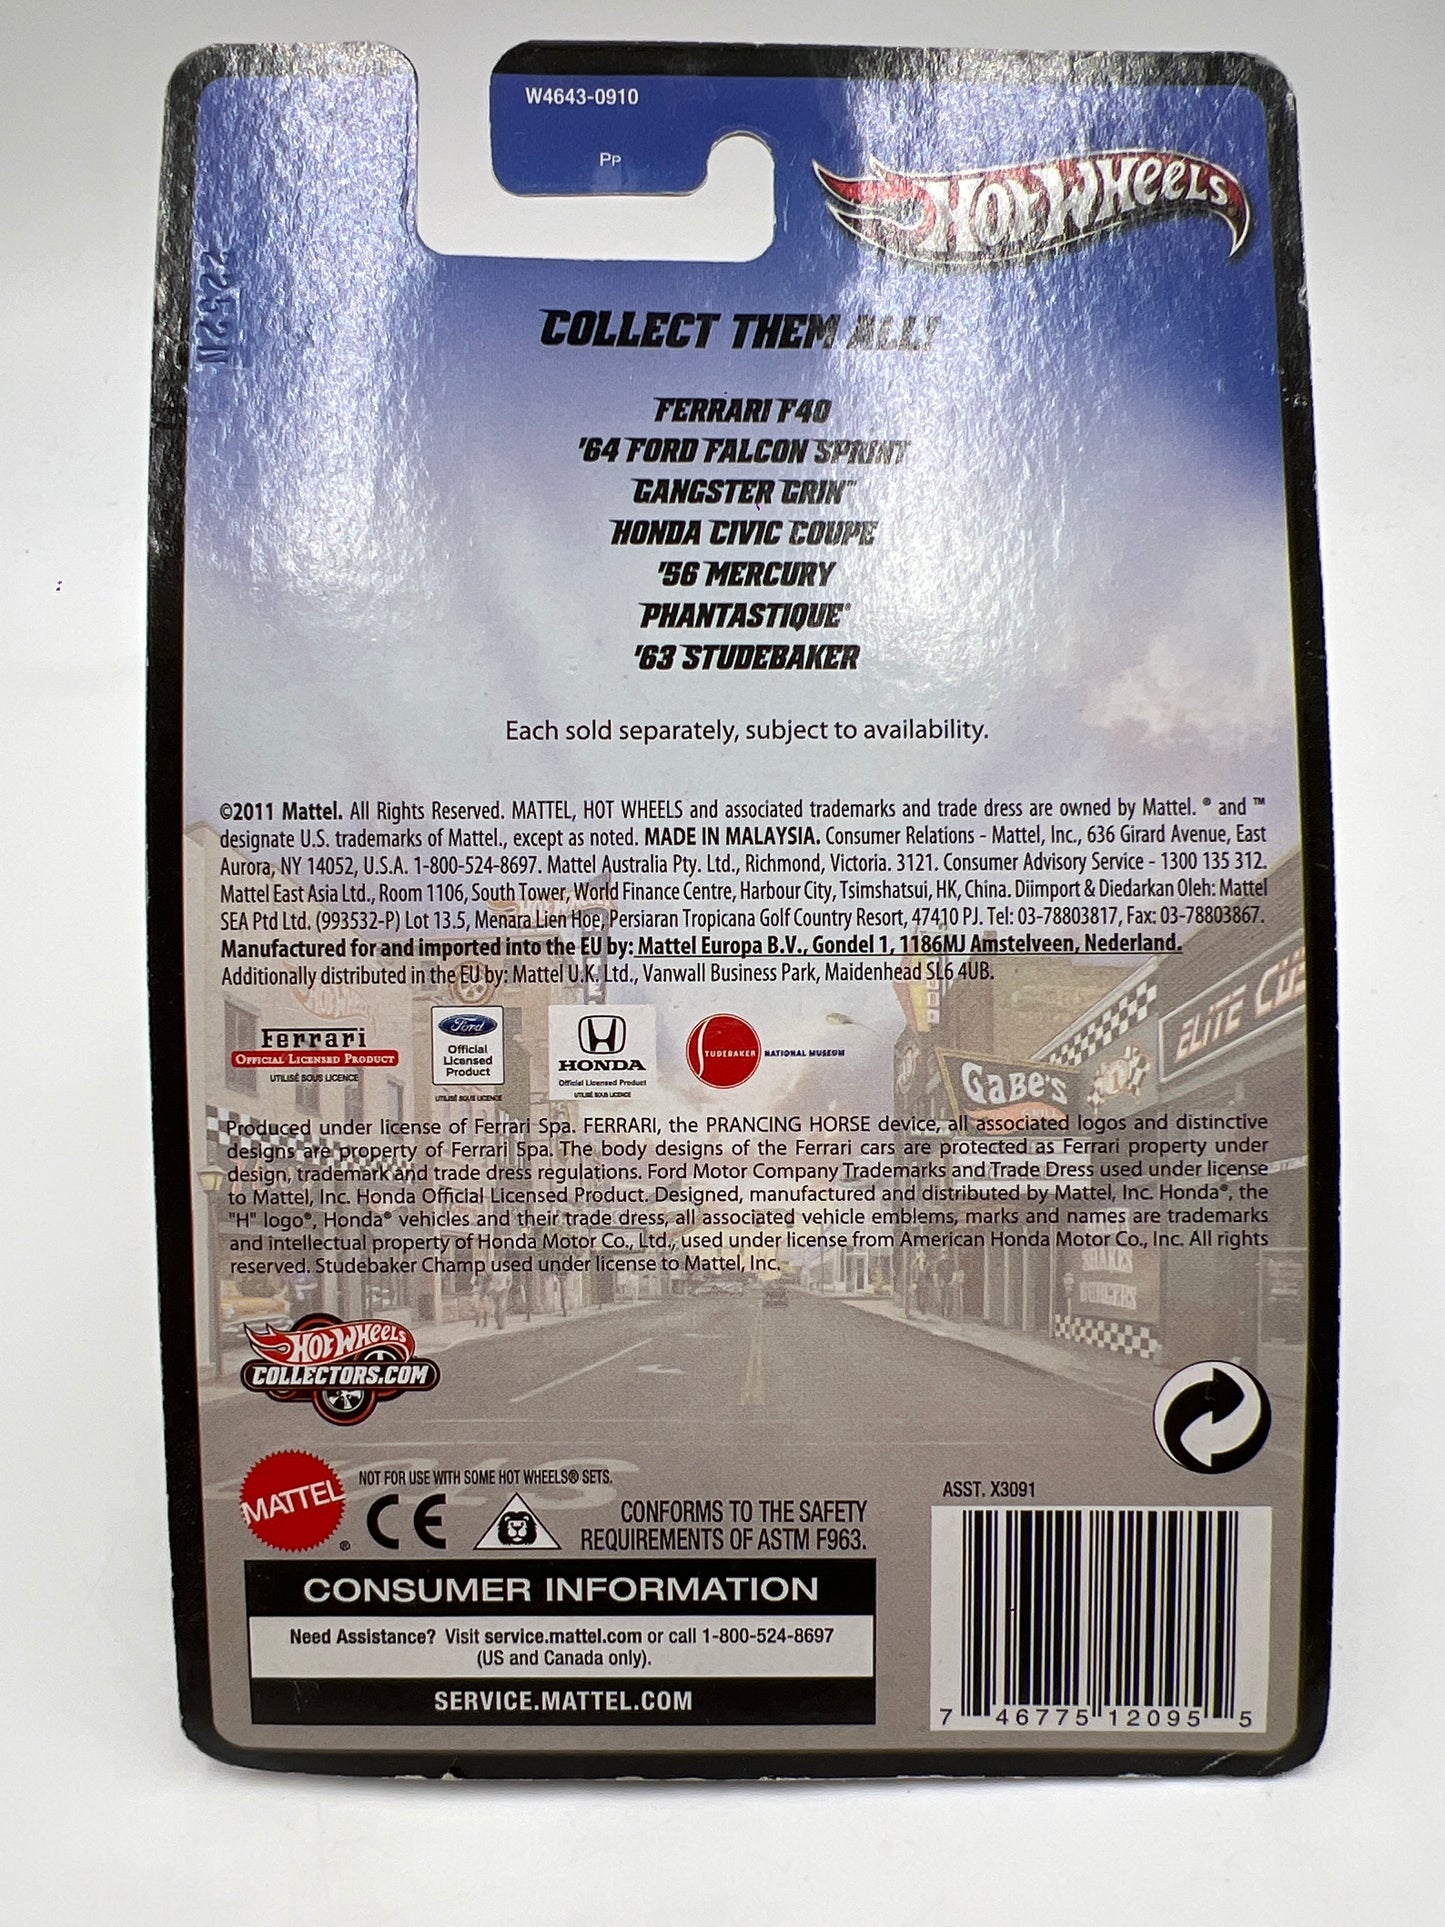 W4643-0910
PP
HOT WHEELS
2252N
COLLECT THEM ALL!
FERRARI F40
'64 FORD FALCON SPRINT
GANGSTER GRIN™
HONDA CIVIC COUPE
'56 MERCURY
PHANTASTIQUE®
'63 STUDEBAKER
Each sold separately, subject to availability.
©2011 Mattel. All Rights Reserved. MATTEL, HOT WHEELS and associated trademarks and trade dress are owned by Mattel. ® and ™
designate U.S. trademarks of Mattel., except as noted. MADE IN MALAYSIA. Consumer Relations - Mattel, Inc., 636 Girard Avenue, East
Aurora, NY 14052, U.S.A. 1-800-524-8697. Mattel Australia Pty. Ltd., Richmond, Victoria. 3121. Consumer Advisory Service - 1300 135 312.
Mattel East Asia Ltd., Room 1106, South Tower, World Finance Centre, Harbour City, Tsimshatsui, HK, China. Diimport & Diedarkan Oleh: Mattel
SEA Ptd Ltd. (993532-P) Lot 13.5, Menara Lien Hoe, Persiaran Tropicana Golf Country Resort, 47410 PJ. Tel: 03-78803817, Fax: 03-78803867.
Manufactured for and imported into the EU by: Mattel Europa B.V., Gondel 1, 1186MJ Amstelveen, Nederland.
Additionally distributed in the EU by: Mattel U.K. Ltd., Vanwall Business Park, Maidenhead SL6 4UB.
Ferrari
OFFICIAL LICENSED PRODUCT
UTILISÉ SOUS LICENCE
Ford
Official
Licensed
Product
UTILISÉ SOUS LICENCE
HONDA
Official Licensed Product
UTILISÉ SOUS LICENCE
STUDEBAKER NATIONAL MUSEUM
ELITE CUS
GABE'S
Produced under license of Ferrari Spa. FERRARI, the PRANCING HORSE device, all associated logos and distinctive
designs are property of Ferrari Spa. The body designs of the Ferrari cars are protected as Ferrari property under
design, trademark and trade dress regulations. Ford Motor Company Trademarks and Trade Dress used under license
to Mattel, Inc. Honda Official Licensed Product. Designed, manufactured and distributed by Mattel, Inc. Honda®, the
"H" logo®, Honda® vehicles and their trade dress, all associated vehicle emblems, marks and names are trademarks
and intellectual property of Honda Motor Co., Ltd., used under license from American Honda Motor Co., Inc. All rights
reserved. Studebaker Champ used under license to Mattel, Inc.
SHAKES
HOT WHEELS
COLLECTORS.COM
MATTEL®
NOT FOR USE WITH SOME HOT WHEELS® SETS.
CE
CONFORMS TO THE SAFETY
REQUIREMENTS OF ASTM F963.
ASST. X3091
CONSUMER INFORMATION
Need Assistance? Visit service.mattel.com or call 1-800-524-8697
(US and Canada only).
SERVICE.MATTEL.COM
7 46775 12095 5